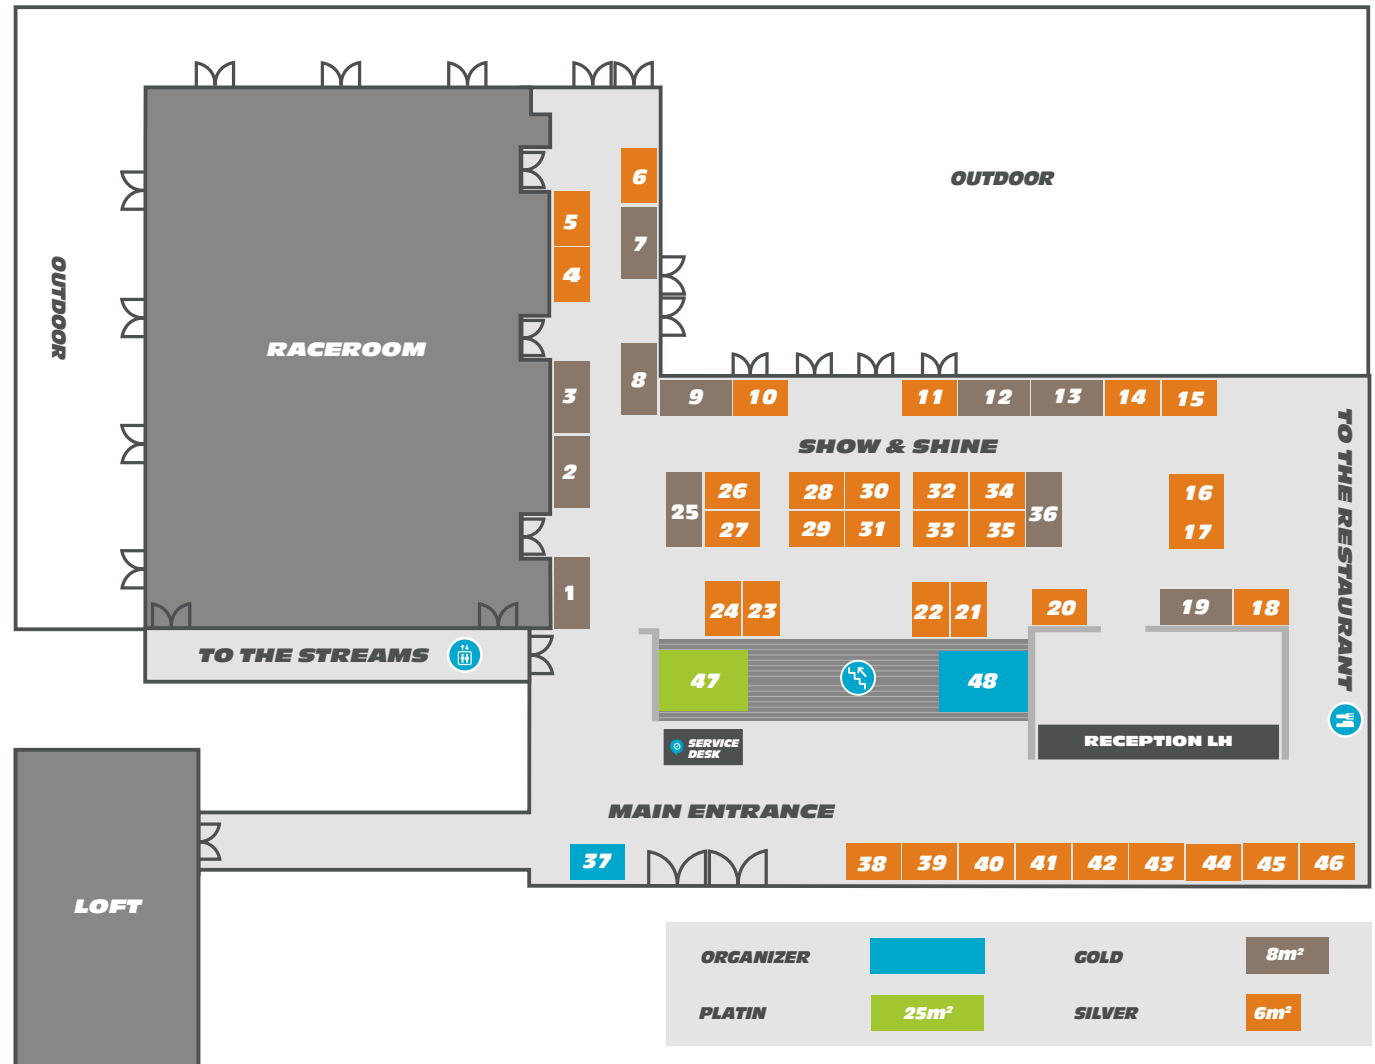 OUTDOOR
OUTDOOR
RACEROOM
6
5
7
4
8
3
2
1
9
10
11
12
13
14
15
SHOW & SHINE
TO THE RESTAURANT
25
26
27
28
30
29
31
32
34
33
35
36
16
17
24
23
22
21
20
19
18
TO THE STREAMS
47
48
SERVICE
DESK
RECEPTION LH
MAIN ENTRANCE
37
38
39
40
41
42
43
44
45
46
LOFT
ORGANIZER
GOLD
8m²
PLATIN
25m²
SILVER
6m²